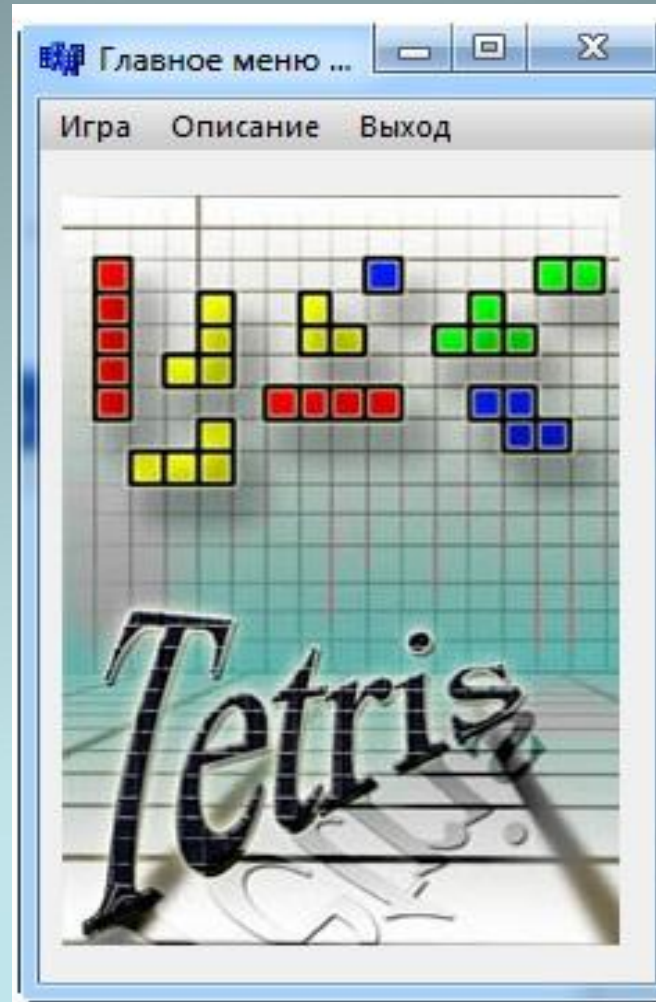 Главное меню ...
Игра Описание Выход
Tetris